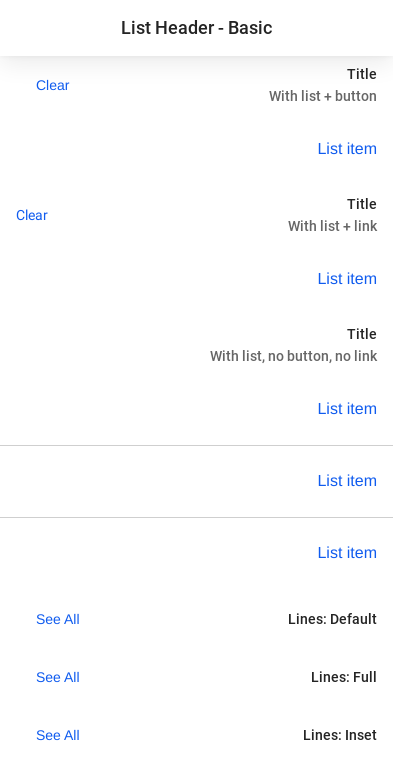 List Header - Basic
Title
With list + button
Clear
List item
Title
With list + link
Clear
List item
Title
With list, no button, no link
List item
List item
List item
Lines: Default
See All
Lines: Full
See All
Lines: Inset
See All